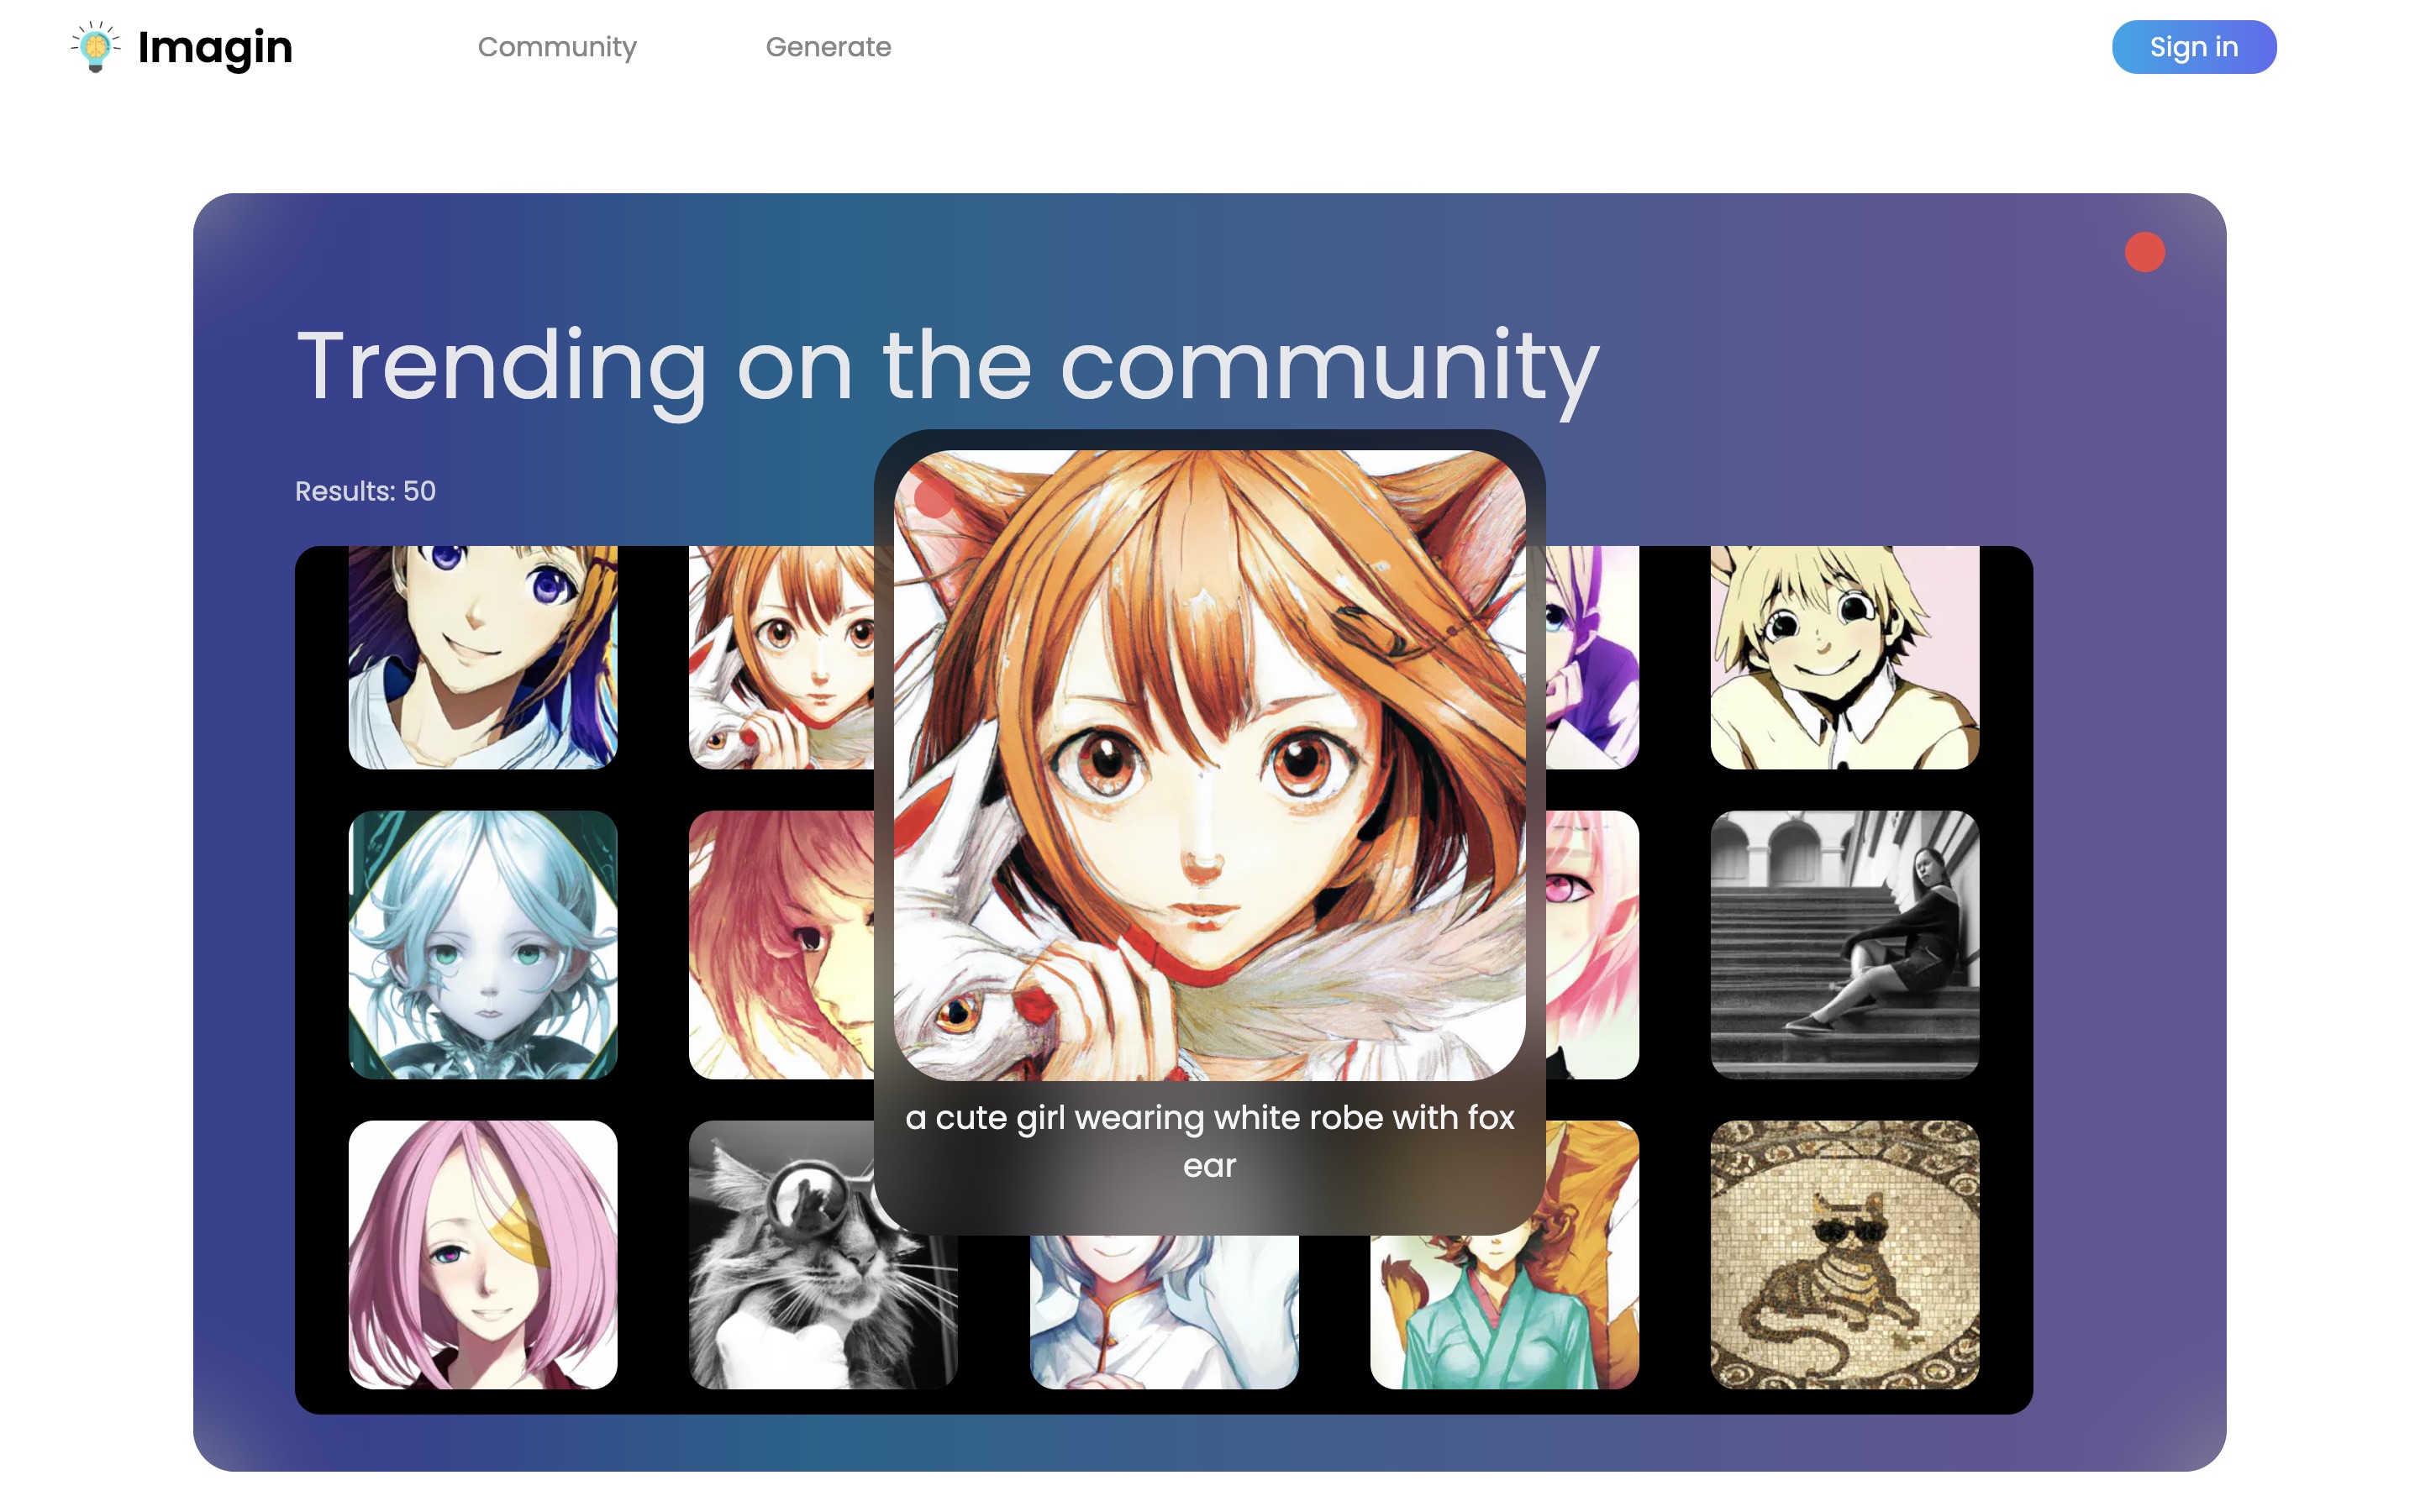 Imagin
Community
Generate
Sign in
Trending on the community
Results: 50
a cute girl wearing white robe with fox
ear